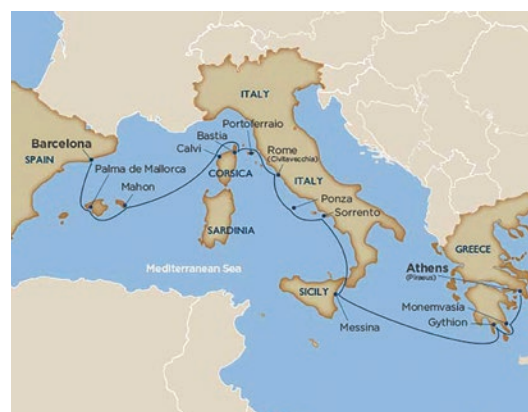 ITALY
Portoferraio
Bastia
Calvi
Barcelona
SPAIN
Palma de Mallorca
Mahon
CORSICA
Rome
(Civitavecchia)
ITALY
Ponza
Sorrento
SARDINIA
Mediterranean Sea
SICILY
Messina
GREECE
Athens
(Piraeus)
Monemvasia
Gythion